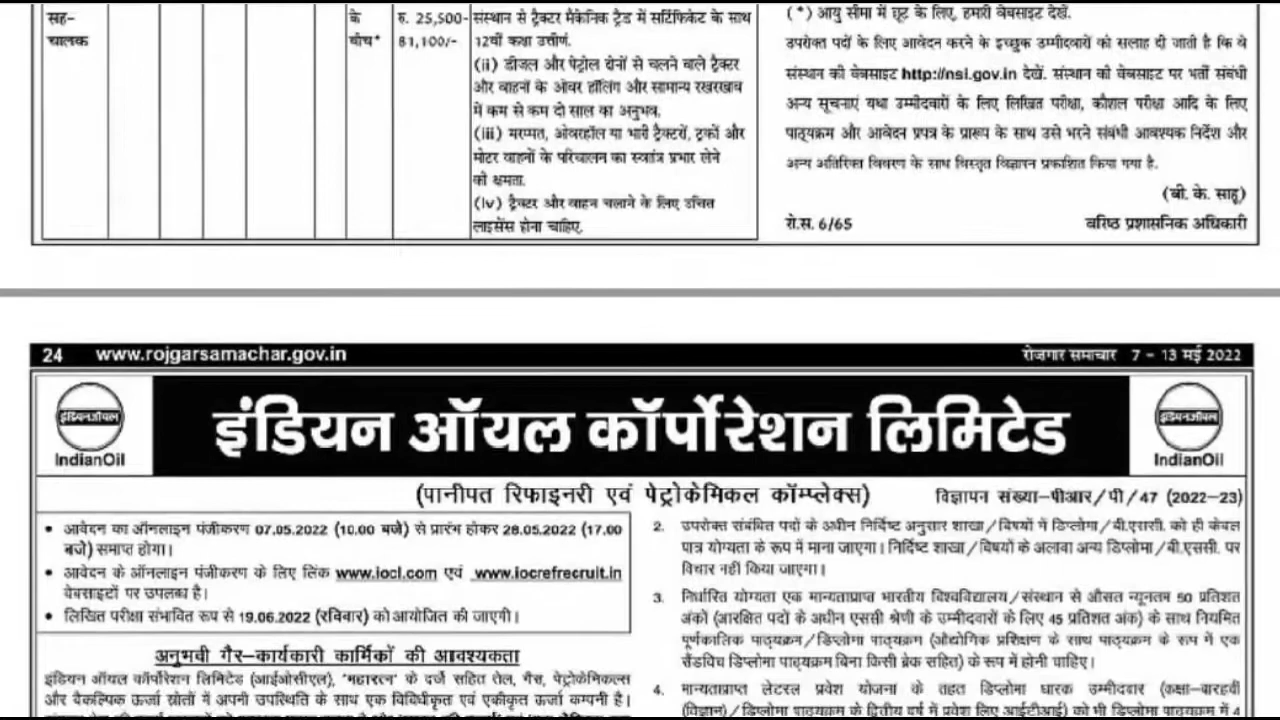 सह–
चालक
के
बीच*
रु. 25,500-
81,100/-
संस्थान से ट्रैक्टर मैकेनिक ट्रैड में सर्टिफिकेट के साथ
12वीं कक्षा उत्तीर्ण.
(ii) डीजल और पेट्रोल दोनों से चलने वाले ट्रैक्टर
और वाहनों के ओवर हॉलिंग और सामान्य रखरखाव
में कम से कम दो साल का अनुभव.
(iii) मरम्मत, ओवरहॉल या भारी ट्रैक्टरों, ट्रकों और
मोटर वाहनों के परिचालन का स्वतंत्र प्रभार लेने
की क्षमता.
(iv) ट्रैक्टर और वाहन चलाने के लिए उचित
लाइसेंस होना चाहिए.
(*) आयु सीमा में छूट के लिए, हमारी वेबसाइट देखें.
उपरोक्त पदों के लिए आवेदन करने के इच्छुक उम्मीदवारों को सलाह दी जाती है कि वे
संस्थान की वेबसाइट http://nsi.gov.in देखें. संस्थान की वेबसाइट पर भर्ती संबंधी
अन्य सूचनाएं यथा उम्मीदवारों के लिए लिखित परीक्षा, कौशल परीक्षा आदि के लिए
पाठ्यक्रम और आवेदन प्रपत्र के प्रारूप के साथ उसे भरने संबंधी आवश्यक निर्देश और
अन्य अतिरिक्त विवरण के साथ विस्तृत विज्ञापन प्रकाशित किया गया है.
(बी. के. साहू)
रो.स. 6/65 वरिष्ठ प्रशासनिक अधिकारी
24 www.rojgarsamachar.gov.in रोजगार समाचार 7 – 13 मई 2022
इंडियनऑयल
IndianOil
इंडियन ऑयल कॉर्पोरेशन लिमिटेड
इंडियनऑयल
IndianOil
(पानीपत रिफाइनरी एवं पेट्रोकेमिकल कॉम्प्लेक्स) विज्ञापन संख्या–पीआर/पी/47 (2022–23)
• आवेदन का ऑनलाइन पंजीकरण 07.05.2022 (10.00 बजे) से प्रारंभ होकर 28.05.2022 (17.00
बजे) समाप्त होगा।
• आवेदन के ऑनलाइन पंजीकरण के लिए लिंक www.iocl.com एवं www.iocrefrecruit.in
वेबसाइटों पर उपलब्ध है।
• लिखित परीक्षा संभावित रूप से 19.06.2022 (रविवार) को आयोजित की जाएगी।
अनुभवी गैर–कार्यकारी कार्मिकों की आवश्यकता
इंडियन ऑयल कॉर्पोरेशन लिमिटेड (आईओसीएल), 'महारत्न' के दर्जे सहित तेल, गैस, पेट्रोकेमिकल्स
और वैकल्पिक ऊर्जा स्रोतों में अपनी उपस्थिति के साथ एक विविधीकृत एवं एकीकृत ऊर्जा कम्पनी है।
2. उपरोक्त संबंधित पदों के अधीन निर्दिष्ट अनुसार शाखा/विषयों में डिप्लोमा/बी.एससी. को ही केवल
पात्र योग्यता के रूप में माना जाएगा। निर्दिष्ट शाखा/विषयों के अलावा अन्य डिप्लोमा/बी.एससी. पर
विचार नहीं किया जाएगा।
3. निर्धारित योग्यता एक मान्यताप्राप्त भारतीय विश्वविद्यालय/संस्थान से औसत न्यूनतम 50 प्रतिशत
अंकों (आरक्षित पदों के अधीन एससी श्रेणी के उम्मीदवारों के लिए 45 प्रतिशत अंक) के साथ नियमित
पूर्णकालिक पाठ्यक्रम/डिप्लोमा पाठ्यक्रम (औद्योगिक प्रशिक्षण के साथ पाठ्यक्रम के रूप में एक
सैंडविच डिप्लोमा पाठ्यक्रम बिना किसी ब्रेक सहित) के रूप में होनी चाहिए।
4. मान्यताप्राप्त लेटरल प्रवेश योजना के तहत डिप्लोमा धारक उम्मीदवार (कक्षा–बारहवीं
(विज्ञान)/डिप्लोमा पाठ्यक्रम के द्वितीय वर्ष में प्रवेश लिए आईटीआई) को भी डिप्लोमा पाठ्यक्रम में 4